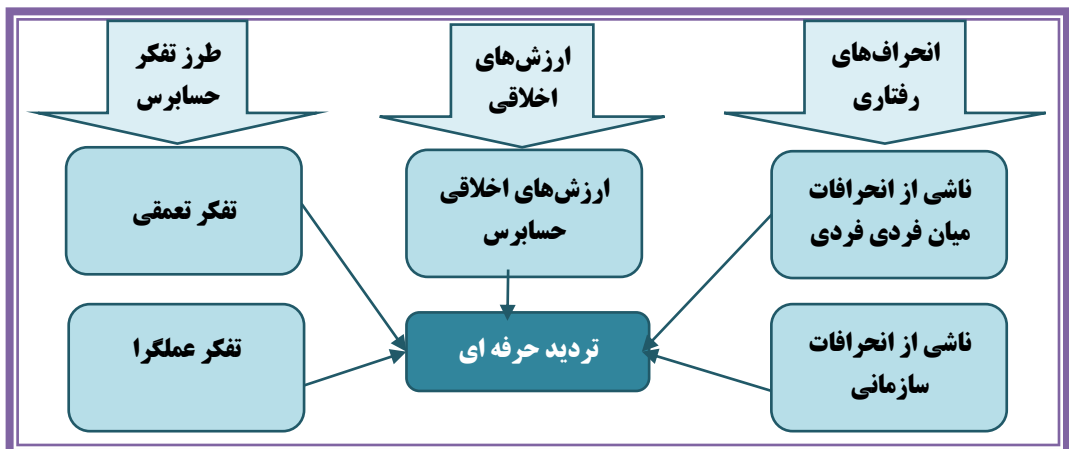 انحراف‌های
رفتاری
ارزش‌های
اخلاقی
طرز تفکر
حسابرس
ناشی از انحرافات
میان فردی فردی
ارزش‌های اخلاقی
حسابرس
تفکر تعمقی
ناشی از انحرافات
سازمانی
تردید حرفه ای
تفکر عملگرا